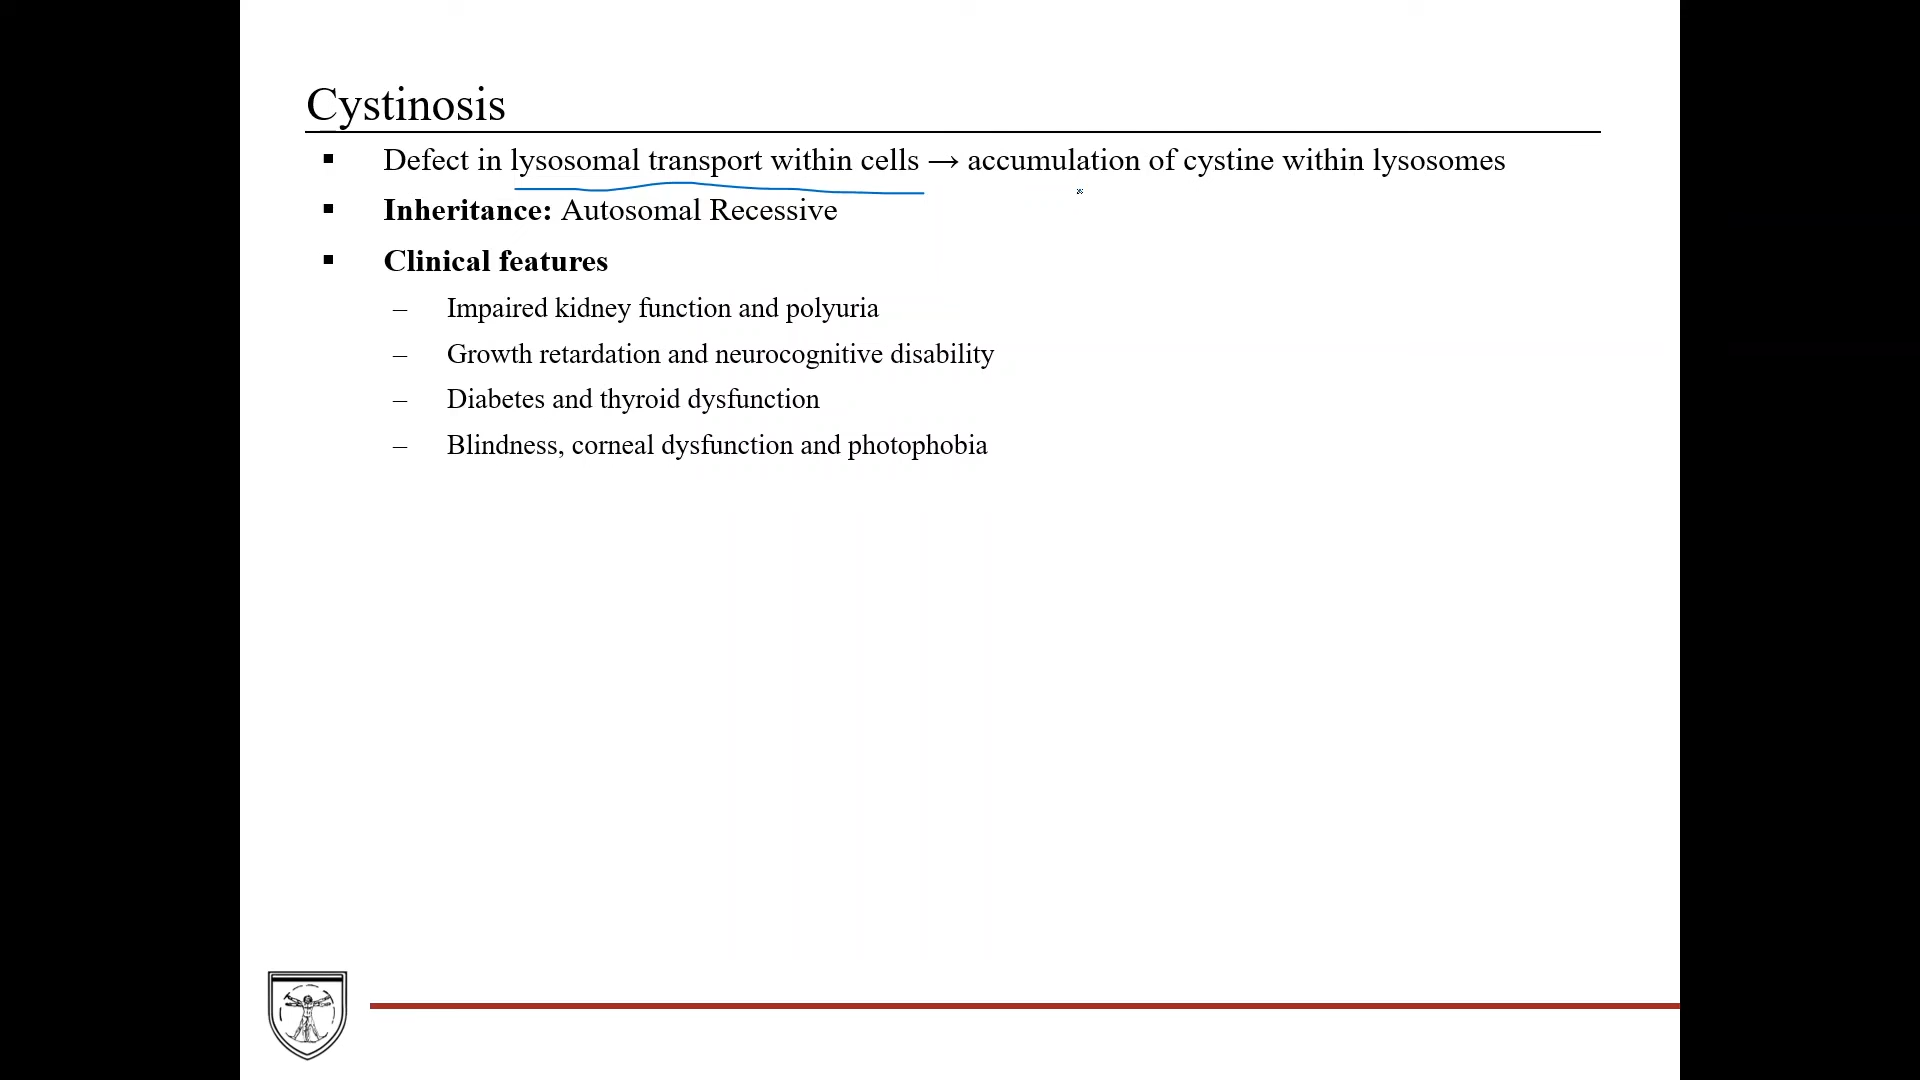 Cystinosis
▪ Defect in lysosomal transport within cells → accumulation of cystine within lysosomes
▪ Inheritance: Autosomal Recessive
▪ Clinical features
– Impaired kidney function and polyuria
– Growth retardation and neurocognitive disability
– Diabetes and thyroid dysfunction
– Blindness, corneal dysfunction and photophobia